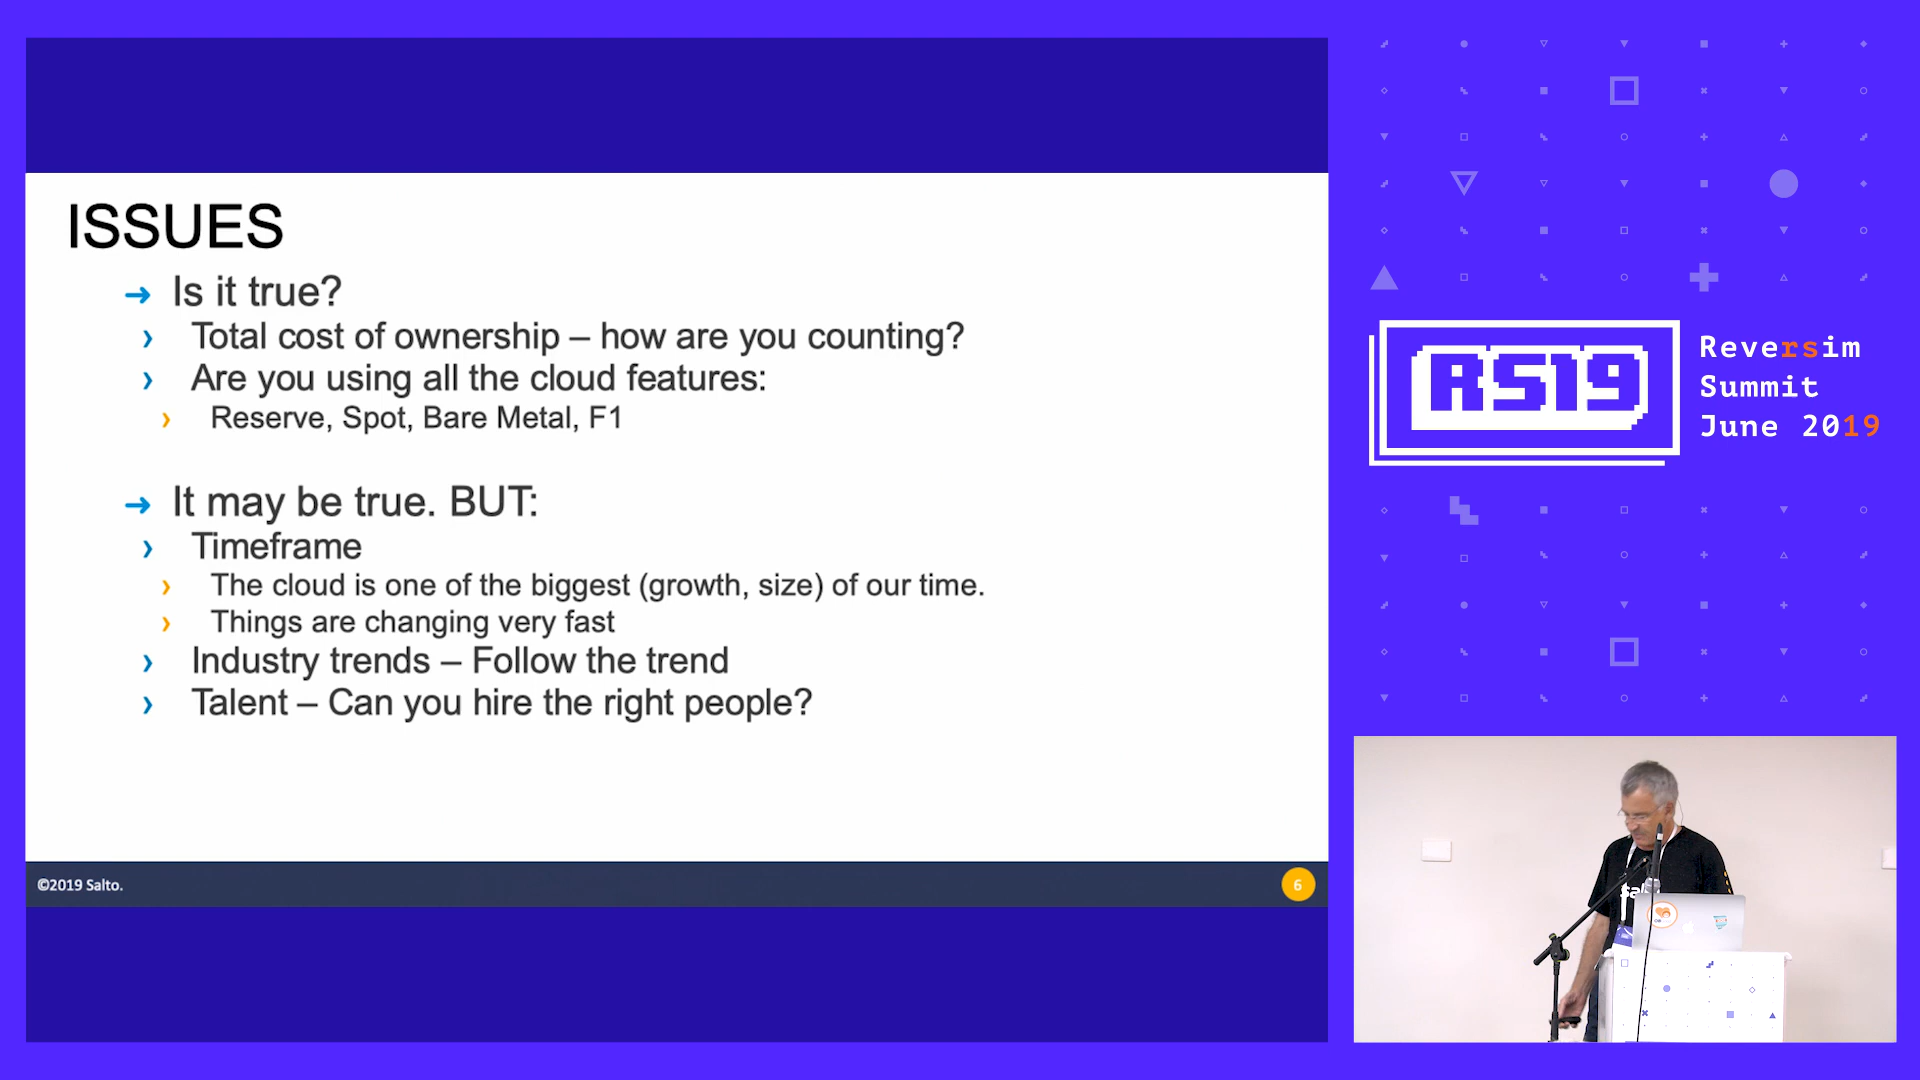 ISSUES
Is it true?
Total cost of ownership – how are you counting?
Are you using all the cloud features:
Reserve, Spot, Bare Metal, F1
It may be true. BUT:
Timeframe
The cloud is one of the biggest (growth, size) of our time.
Things are changing very fast
Industry trends – Follow the trend
Talent – Can you hire the right people?
©2019 Salto.
6
RS19
Reversim
Summit
June 2019